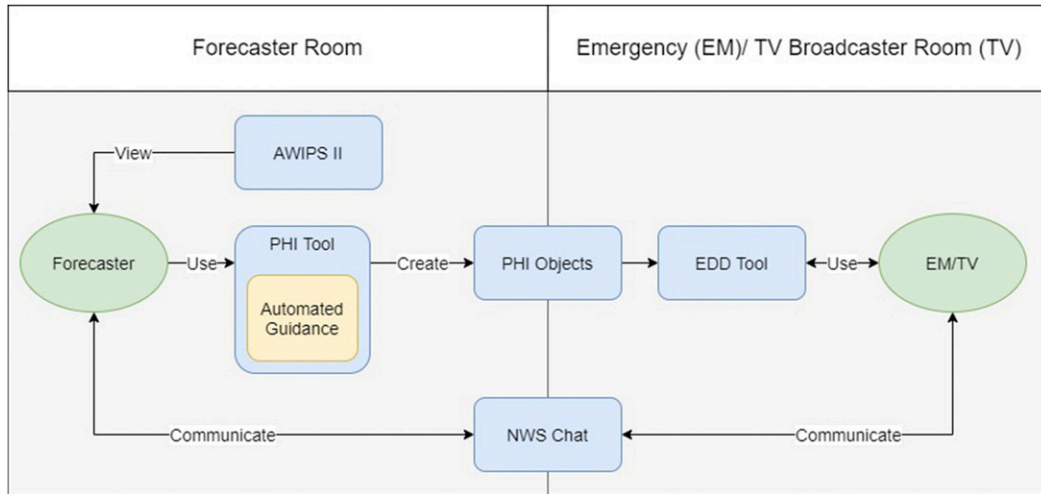 Forecaster Room
Emergency (EM)/ TV Broadcaster Room (TV)
AWIPS II
View
Forecaster
Use
PHI Tool
Automated
Guidance
Create
PHI Objects
EDD Tool
Use
EM/TV
Communicate
NWS Chat
Communicate